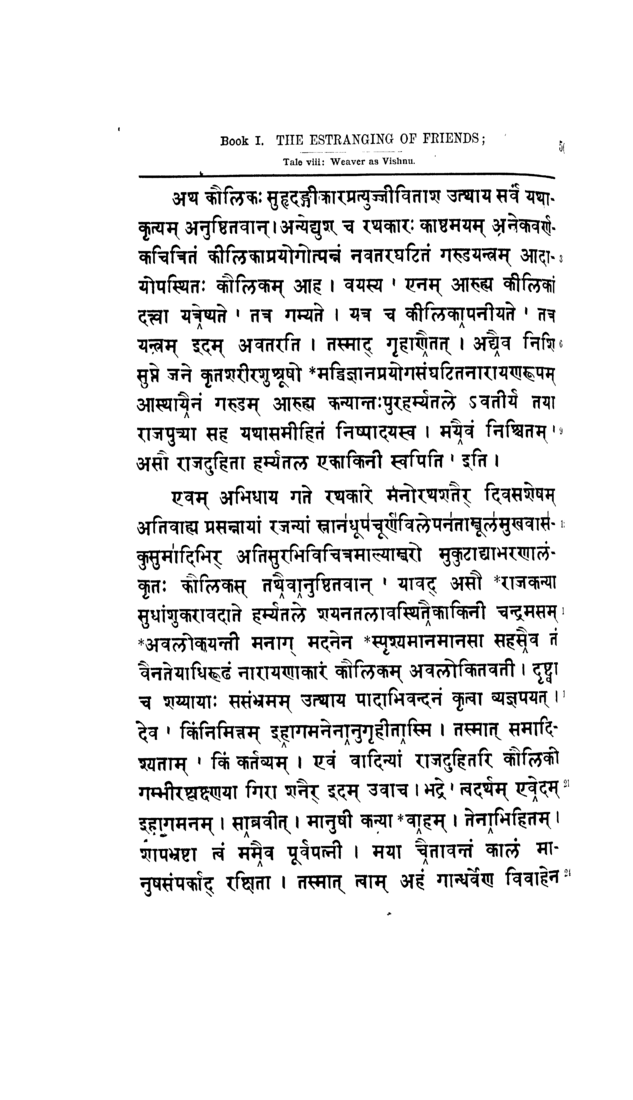 Book I. THE ESTRANGING OF FRIENDS;
Tale viii: Weaver as Vishnu.
अथ कौलिकः सुहृदङ्गीकारप्रत्युज्जीविताश उत्थाय सर्वं यथा-
कृत्यम् अनुष्ठितवान्। अन्येद्युश् च रथकारः काष्ठमयम् अनेकवर्ण-
कचित्रितं कीलिकाप्रयोगोत्पन्नं नवतरघटितं गरुडयन्त्रम् आदा- 3
योपस्थितः कौलिकम् आह। वयस्य ' एनम् आरुह्य कीलिकां
दत्त्वा यत्रेष्यते ' तत्र गम्यते। यत्र च कीलिकापनीयते ' तत्र
यन्त्रम् इदम् अवतरति। तस्माद् गृहाणैतत्। अद्यैव निशि 6
सुप्ते जने कृतशरीरशुश्रूषो *मद्विज्ञानप्रयोगसंघटितनारायणरूपम्
आस्थायैनं गरुडम् आरुह्य कन्यान्तःपुरहर्म्यतले ऽवतीर्य तया
राजपुत्र्या सह यथासमीहितं निष्पादयस्व। मयैवं निश्चितम् ' 9
असौ राजदुहिता हर्म्यतल एकाकिनी स्वपिति ' इति।
एवम् अभिधाय गते रथकारे मनोरथशतैर् दिवसशेषम्
अतिवाह्य प्रसन्नायां रजन्यां स्नानधूपचूर्णविलेपनताम्बूलमुखवास-
कुसुमादिभिर् अतिसुरभिविचित्रमाल्याम्बरो मुकुटाद्याभरणालं-
कृतः कौलिकस् तथैवानुष्ठितवान् ' यावद् असौ *राजकन्या
सुधांशुकरावदाते हर्म्यतले शयनतलावस्थितैकाकिनी चन्द्रमसम्
*अवलोकयन्ती मनाग् मदनेन *स्पृश्यमानमानसा सहसैव तं
वैनतेयाधिरूढं नारायणाकारं कौलिकम् अवलोकितवती। दृष्ट्वा
च शय्यायाः ससंभ्रमम् उत्थाय पादाभिवन्दनं कृत्वा व्यज्ञपयत्।
देव ' किंनिमित्तम् इहागमनेनानुगृहीतास्मि। तस्मात् समादि-
श्यताम् ' किं कर्तव्यम्। एवं वादिन्यां राजदुहितरि कौलिको
गम्भीरश्लक्ष्णया गिरा शनैर् इदम् उवाच। भद्रे ' त्वदर्थम् एवेदम् 21
इहागमनम्। साब्रवीत्। मानुषी कन्या *वाहम्। तेनाभिहितम्।
शापभ्रष्टा त्वं ममैव पूर्वपत्नी। मया चैतावन्तं कालं मा-
नुषसंपर्काद् रक्षिता। तस्मात् त्वाम् अहं गान्धर्वेण विवाहेन 24